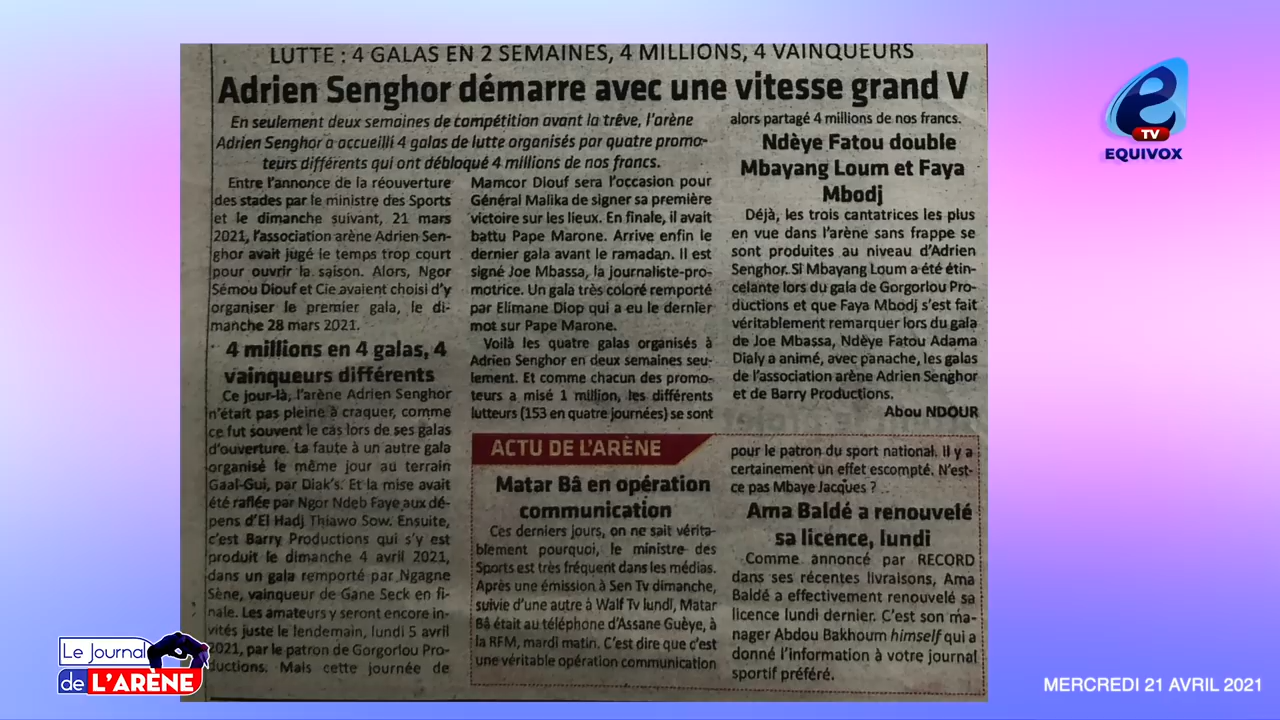 LUTTE : 4 GALAS EN 2 SEMAINES, 4 MILLIONS, 4 VAINQUEURS
Adrien Senghor démarre avec une vitesse grand V
En seulement deux semaines de compétition avant la trêve, l'arène
Adrien Senghor a accueilli 4 galas de lutte organisés par quatre promo-
teurs différents qui ont débloqué 4 millions de nos francs.
Entre l'annonce de la réouverture
des stades par le ministre des Sports
et le dimanche suivant, 21 mars
2021, l'association arène Adrien Sen-
ghor avait jugé le temps trop court
pour ouvrir la saison. Alors, Ngor
Sémou Diouf et Cie avaient choisi d'y
organiser le premier gala, le di-
manche 28 mars 2021.
4 millions en 4 galas, 4
vainqueurs différents
Ce jour-là, l'arène Adrien Senghor
n'était pas pleine à craquer, comme
ce fut souvent le cas lors de ses galas
d'ouverture. La faute à un autre gala
organisé le même jour au terrain
Gaal-Gui, par Diak's. Et la mise avait
été raflée par Ngor Ndeb Faye aux dé-
pens d'El Hadj Thiawo Sow. Ensuite,
c'est Barry Productions qui s'y est
produit le dimanche 4 avril 2021,
dans un gala remporté par Ngagne
Sène, vainqueur de Gane Seck en fi-
nale. Les amateurs y seront encore in-
vités juste le lendemain, lundi 5 avril
2021, par le patron de Gorgorlou Pro-
ductions. Mais cette journée de
Mamcor Diouf sera l'occasion pour
Général Malika de signer sa première
victoire sur les lieux. En finale, il avait
battu Pape Marone. Arrive enfin le
dernier gala avant le ramadan. Il est
signé Joe Mbassa, la journaliste-pro-
motrice. Un gala très coloré remporté
par Elimane Diop qui a eu le dernier
mot sur Pape Marone.
Voilà les quatre galas organisés à
Adrien Senghor en deux semaines seu-
lement. Et comme chacun des promo-
teurs a misé 1 million, les différents
lutteurs (153 en quatre journées) se sont
alors partagé 4 millions de nos francs.
Ndèye Fatou double
Mbayang Loum et Faya
Mbodj
Déjà, les trois cantatrices les plus
en vue dans l'arène sans frappe se
sont produites au niveau d'Adrien
Senghor. Si Mbayang Loum a été étin-
celante lors du gala de Gorgorlou Pro-
ductions et que Faya Mbodj s'est fait
véritablement remarquer lors du gala
de Joe Mbassa, Ndèye Fatou Adama
Dialy a animé, avec panache, les galas
de l'association arène Adrien Senghor
et de Barry Productions.
Abou NDOUR
ACTU DE L'ARÈNE
Matar Bâ en opération
communication
Ces derniers jours, on ne sait vérita-
blement pourquoi, le ministre des
Sports est très fréquent dans les médias.
Après une émission à Sen Tv dimanche,
suivie d'une autre à Walf Tv lundi, Matar
Bâ était au téléphone d'Assane Guèye, à
la RFM, mardi matin. C'est dire que c'est
une véritable opération communication
pour le patron du sport national. Il y a
certainement un effet escompté. N'est-
ce pas Mbaye Jacques ?
Ama Baldé a renouvelé
sa licence, lundi
Comme annoncé par RECORD
dans ses récentes livraisons, Ama
Baldé a effectivement renouvelé sa
licence lundi dernier. C'est son ma-
nager Abdou Bakhoum himself qui a
donné l'information à votre journal
sportif préféré.
e
TV
EQUIVOX
Le Journal
de L'ARÈNE
MERCREDI 21 AVRIL 2021